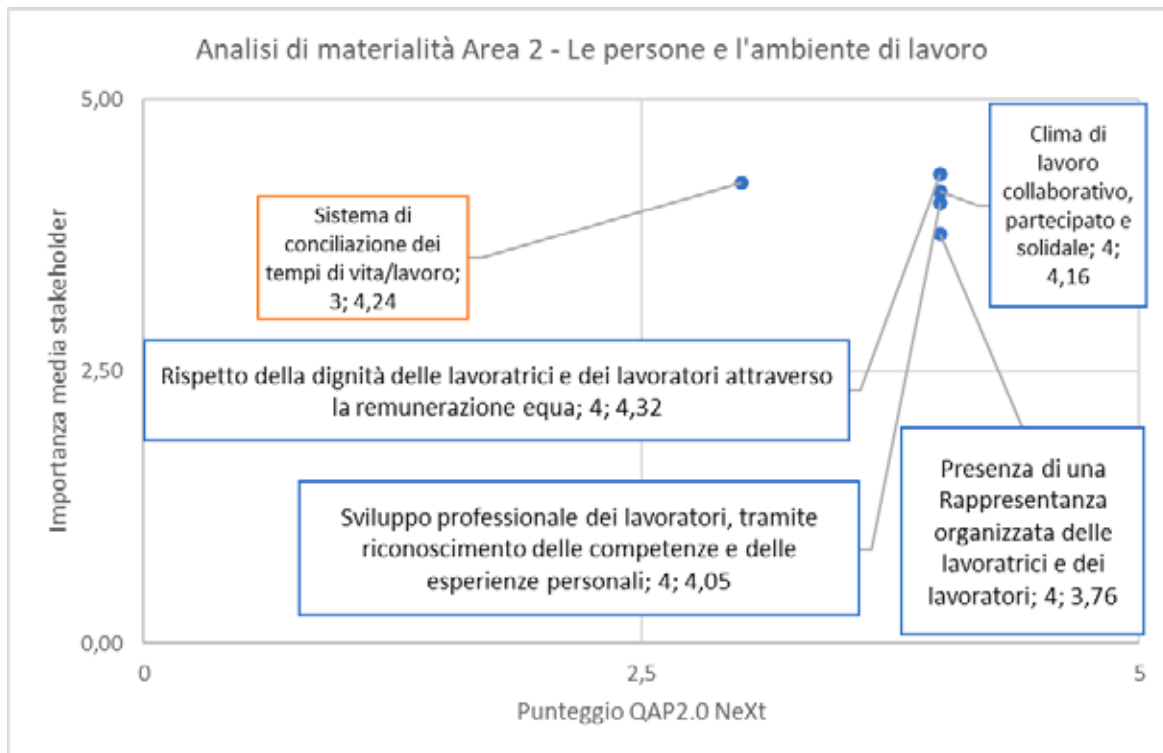 Analisi di materialità Area 2 - Le persone e l'ambiente di lavoro
5,00
2,50
0,00
Importanza media stakeholder
Sistema di
conciliazione dei
tempi di vita/lavoro;
3; 4,24
Clima di
lavoro
collaborativo,
partecipato e
solidale; 4;
4,16
Rispetto della dignità delle lavoratrici e dei lavoratori attraverso
la remunerazione equa; 4; 4,32
Sviluppo professionale dei lavoratori, tramite
riconoscimento delle competenze e delle
esperienze personali; 4; 4,05
Presenza di una
Rappresentanza
organizzata delle
lavoratrici e dei
lavoratori; 4; 3,76
0
2,5
5
Punteggio QAP2.0 NeXt